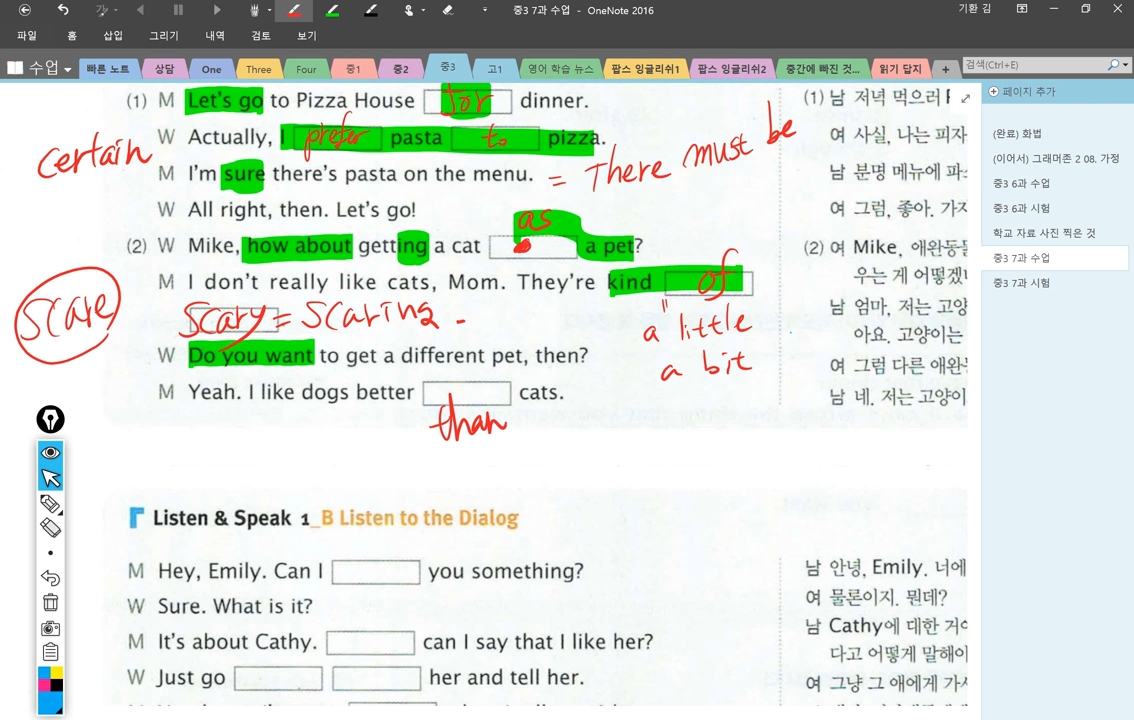 중3 7과 수업 - OneNote 2016
기환 김
파일 홈 삽입 그리기 내역 검토 보기
수업 빠른 노트 상담 One Three Four 중1 중2 중3 고1 영어 학습 뉴스 팝스 잉글리쉬1 팝스 잉글리쉬2 중간에 빠진 것... 읽기 답지 + 검색(Ctrl+E)
페이지 추가
(완료) 화법
(이어서) 그래머존 2 08. 가정
중3 6과 수업
중3 6과 시험
학교 자료 사진 찍은 것
중3 7과 수업
중3 7과 시험
(1) M Let's go to Pizza House for dinner.
W Actually, I prefer pasta to pizza.
certain
M I'm sure there's pasta on the menu. = There must be
W All right, then. Let's go!
(2) W Mike, how about getting a cat as a pet?
M I don't really like cats, Mom. They're kind of
scare
scary = scaring
a little
a bit
W Do you want to get a different pet, then?
M Yeah. I like dogs better than cats.
(1) 남 저녁 먹으러
여 사실, 나는 피자
남 분명 메뉴에 파스
여 그럼, 좋아. 가자
(2) 여 Mike, 애완동물
우는 게 어떻겠니
남 엄마, 저는 고양
아요. 고양이는
여 그럼 다른 애완
남 네. 저는 고양이
Listen & Speak 1_B Listen to the Dialog
M Hey, Emily. Can I you something?
W Sure. What is it?
M It's about Cathy. can I say that I like her?
W Just go her and tell her.
남 안녕, Emily. 너에
여 물론이지. 뭔데?
남 Cathy에 대한 거야
다고 어떻게 말해야
여 그냥 그 애에게 가서